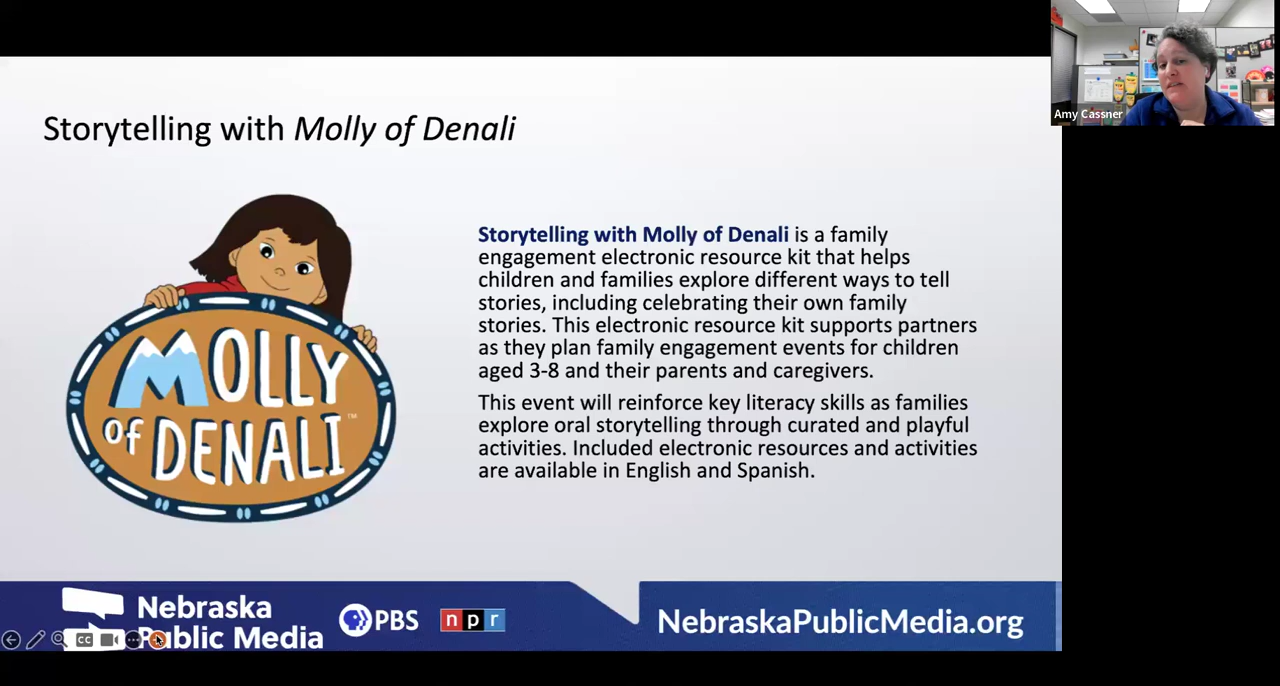 Amy Cassner
Storytelling with Molly of Denali
MOLLY
of DENALI
™
Storytelling with Molly of Denali is a family
engagement electronic resource kit that helps
children and families explore different ways to tell
stories, including celebrating their own family
stories. This electronic resource kit supports partners
as they plan family engagement events for children
aged 3-8 and their parents and caregivers.
This event will reinforce key literacy skills as families
explore oral storytelling through curated and playful
activities. Included electronic resources and activities
are available in English and Spanish.
Nebraska
Public Media
PBS
npr
NebraskaPublicMedia.org
CC